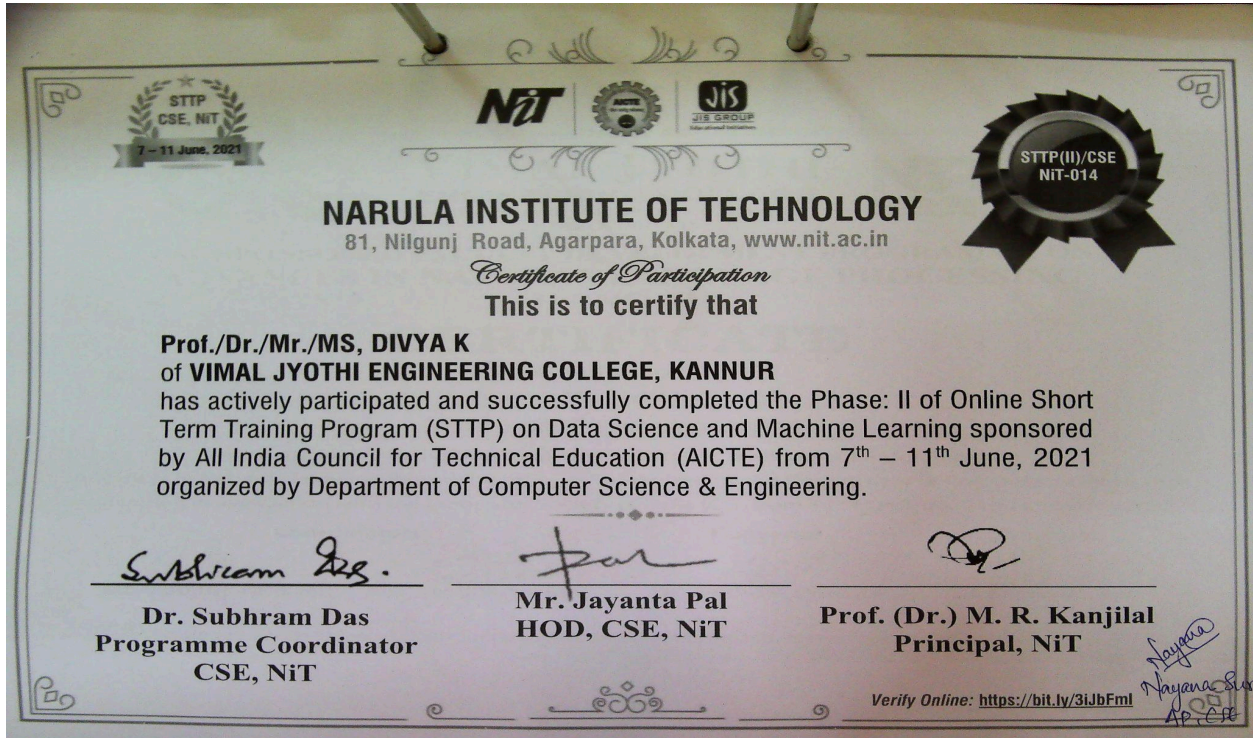 STTP
CSE, NiT
7 – 11 June, 2021
NiT
AICTE
JiS
JIS GROUP
Educational Initiatives
STTP(II)/CSE
NiT-014
NARULA INSTITUTE OF TECHNOLOGY
81, Nilgunj Road, Agarpara, Kolkata, www.nit.ac.in
Certificate of Participation
This is to certify that
Prof./Dr./Mr./MS, DIVYA K
of VIMAL JYOTHI ENGINEERING COLLEGE, KANNUR
has actively participated and successfully completed the Phase: II of Online Short
Term Training Program (STTP) on Data Science and Machine Learning sponsored
by All India Council for Technical Education (AICTE) from 7th – 11th June, 2021
organized by Department of Computer Science & Engineering.
Subhram Das.
Pal
Dr. Subhram Das
Programme Coordinator
CSE, NiT
Mr. Jayanta Pal
HOD, CSE, NiT
Prof. (Dr.) M. R. Kanjilal
Principal, NiT
Verify Online: https://bit.ly/3iJbFml
Nayana
AP, CSE